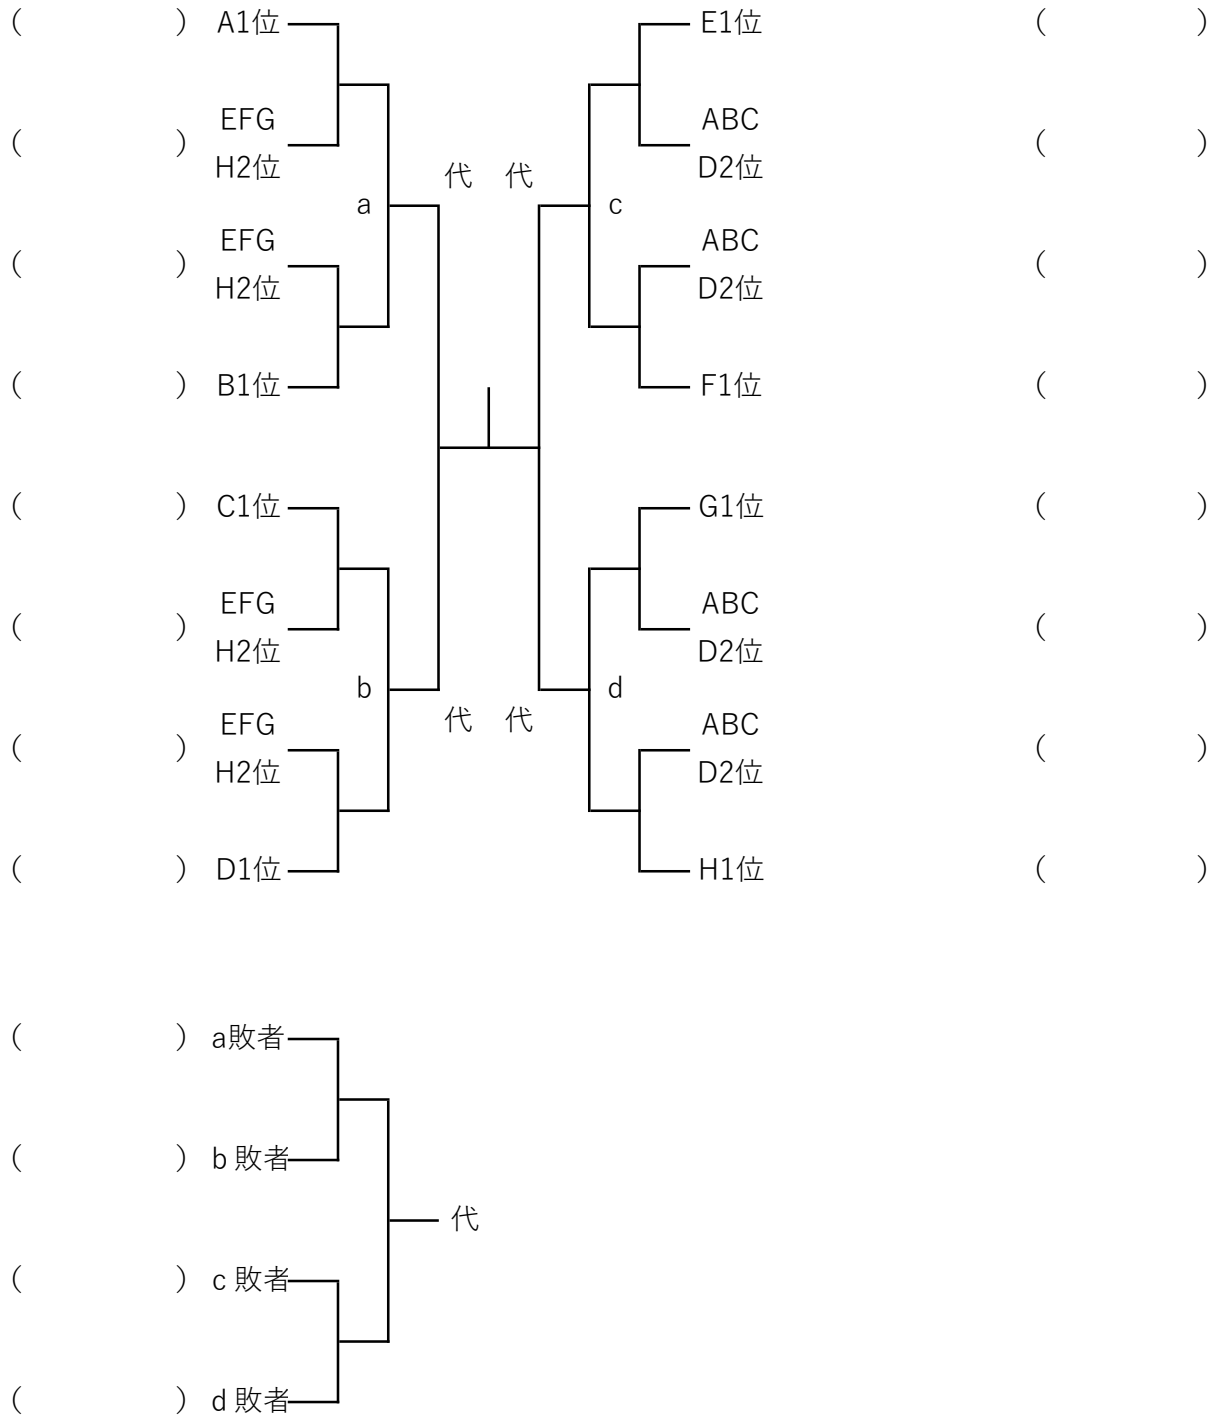 (　　　) A1位　E1位 (　　　)
EFG　ABC
(　　　) H2位　D2位 (　　　)
代　代
a　c
EFG　ABC
(　　　) H2位　D2位 (　　　)
(　　　) B1位　F1位 (　　　)
(　　　) C1位　G1位 (　　　)
EFG　ABC
(　　　) H2位　D2位 (　　　)
b　d
代　代
EFG　ABC
(　　　) H2位　D2位 (　　　)
(　　　) D1位　H1位 (　　　)
(　　　) a敗者
(　　　) b 敗者
代
(　　　) c 敗者
(　　　) d 敗者